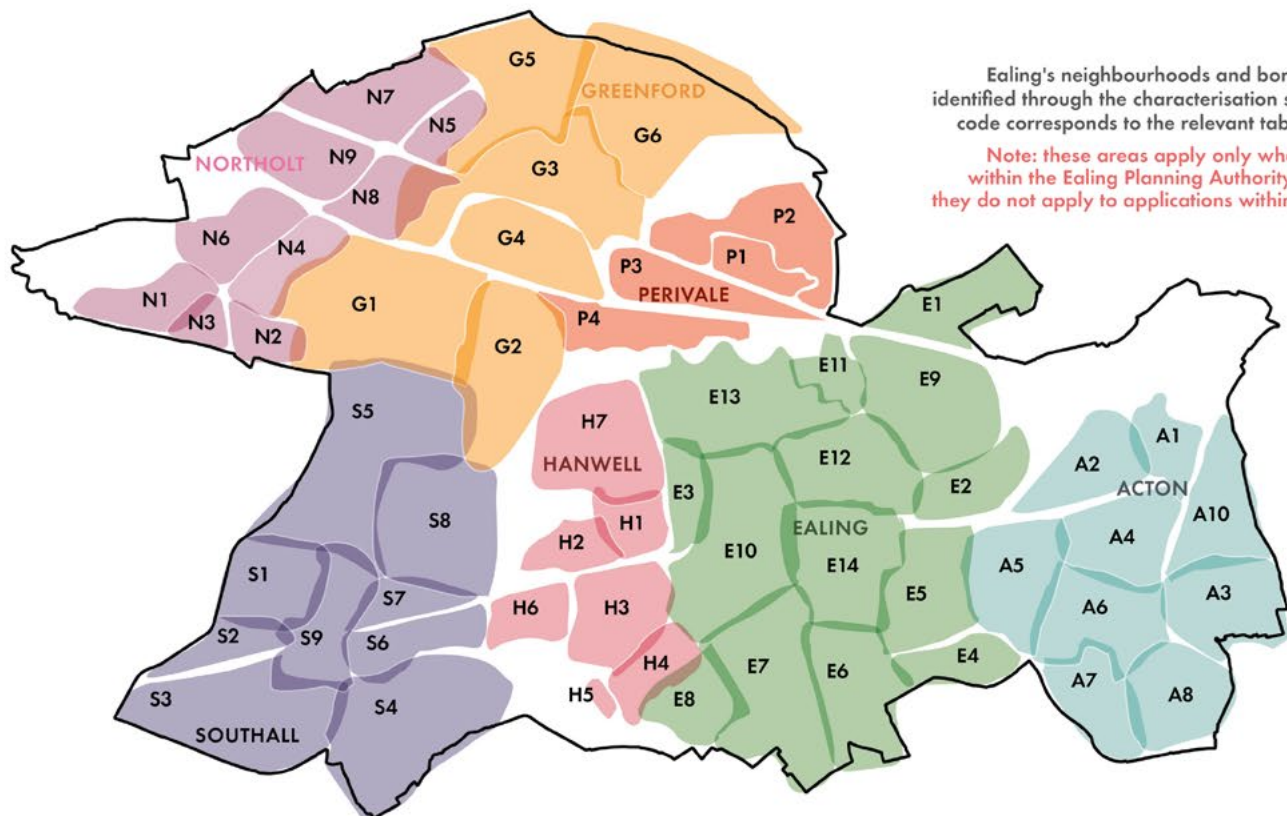 Ealing's neighbourhoods and
identified through the characterisation
code corresponds to the relevant
Note: these areas apply only
within the Ealing Planning Authority
they do not apply to applications
G5
N7
GREENFORD
N5
G6
N9
NORTHOLT
G3
N8
P2
N6
G4
N4
P1
P3
PERIVALE
N1
G1
E1
N3
P4
N2
G2
E11
E9
E13
S5
H7
A1
E12
A2
HANWELL
E2
ACTON
E3
S8
H1
EALING
A10
H2
A4
E10
E14
A5
S1
S7
E5
A3
H6
H3
A6
S2
S9
S6
H4
E7
E6
E4
A7
H5
S3
E8
A8
S4
SOUTHALL